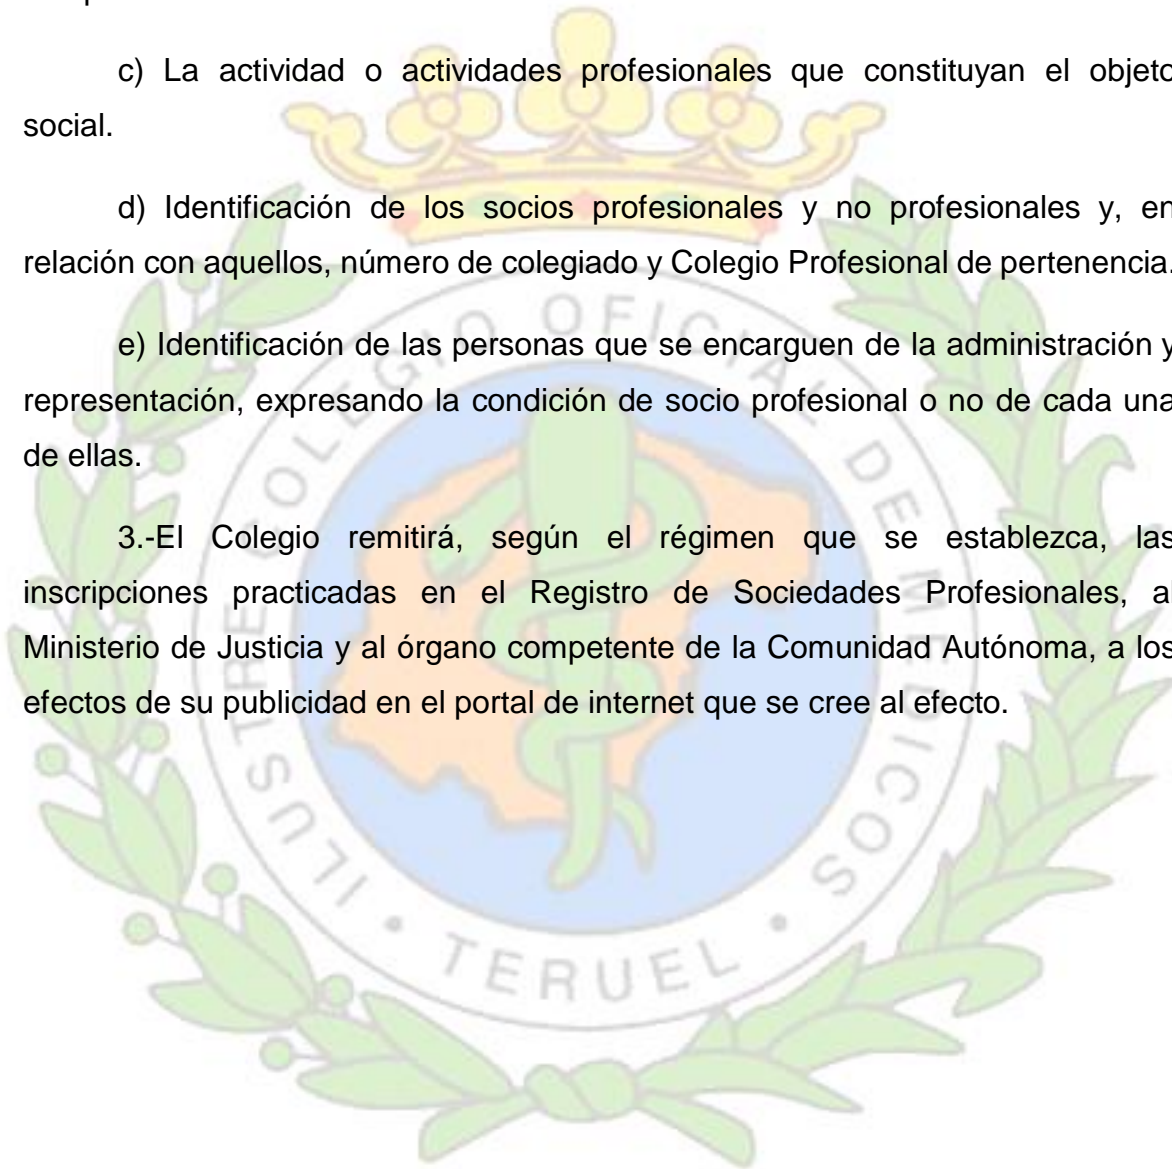 c) La actividad o actividades profesionales que constituyan el objeto
social.
d) Identificación de los socios profesionales y no profesionales y, en
relación con aquellos, número de colegiado y Colegio Profesional de pertenencia.
e) Identificación de las personas que se encarguen de la administración y
representación, expresando la condición de socio profesional o no de cada una
de ellas.
3.-El Colegio remitirá, según el régimen que se establezca, las
inscripciones practicadas en el Registro de Sociedades Profesionales, al
Ministerio de Justicia y al órgano competente de la Comunidad Autónoma, a los
efectos de su publicidad en el portal de internet que se cree al efecto.
ILUSTRE COLEGIO OFICIAL DE MEDICOS
• TERUEL •